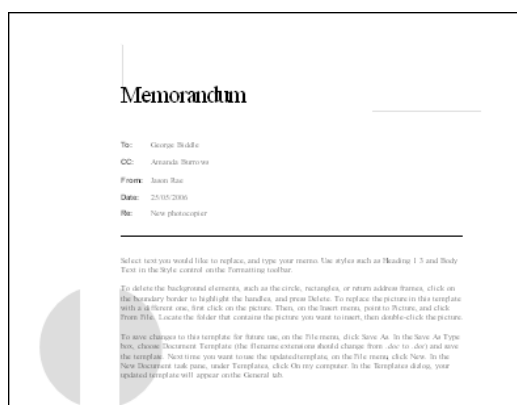 Memorandum
To: George Biddle
CC: Amanda Burrows
From: Jason Rae
Date: 25/05/2006
Re: New photocopier
Select text you would like to replace, and type your memo. Use styles such as Heading 1-3 and Body
Text in the Style control on the Formatting toolbar.
To delete the background elements, such as the circle, rectangles, or return address frames, click on
the boundary border to highlight the handles, and press Delete. To replace the picture in this template
with a different one, first click on the picture. Then, on the Insert menu, point to Picture, and click
From File. Locate the folder that contains the picture you want to insert, then double-click the picture.
To save changes to this template for future use, on the File menu, click Save As. In the Save As Type
box, choose Document Template (the filename extensions should change from .doc to .dot) and save
the template. Next time you want to use the updated template, on the File menu, click New. In the
New Document task pane, under Templates, click On my computer. In the Templates dialog, your
updated template will appear on the General tab.